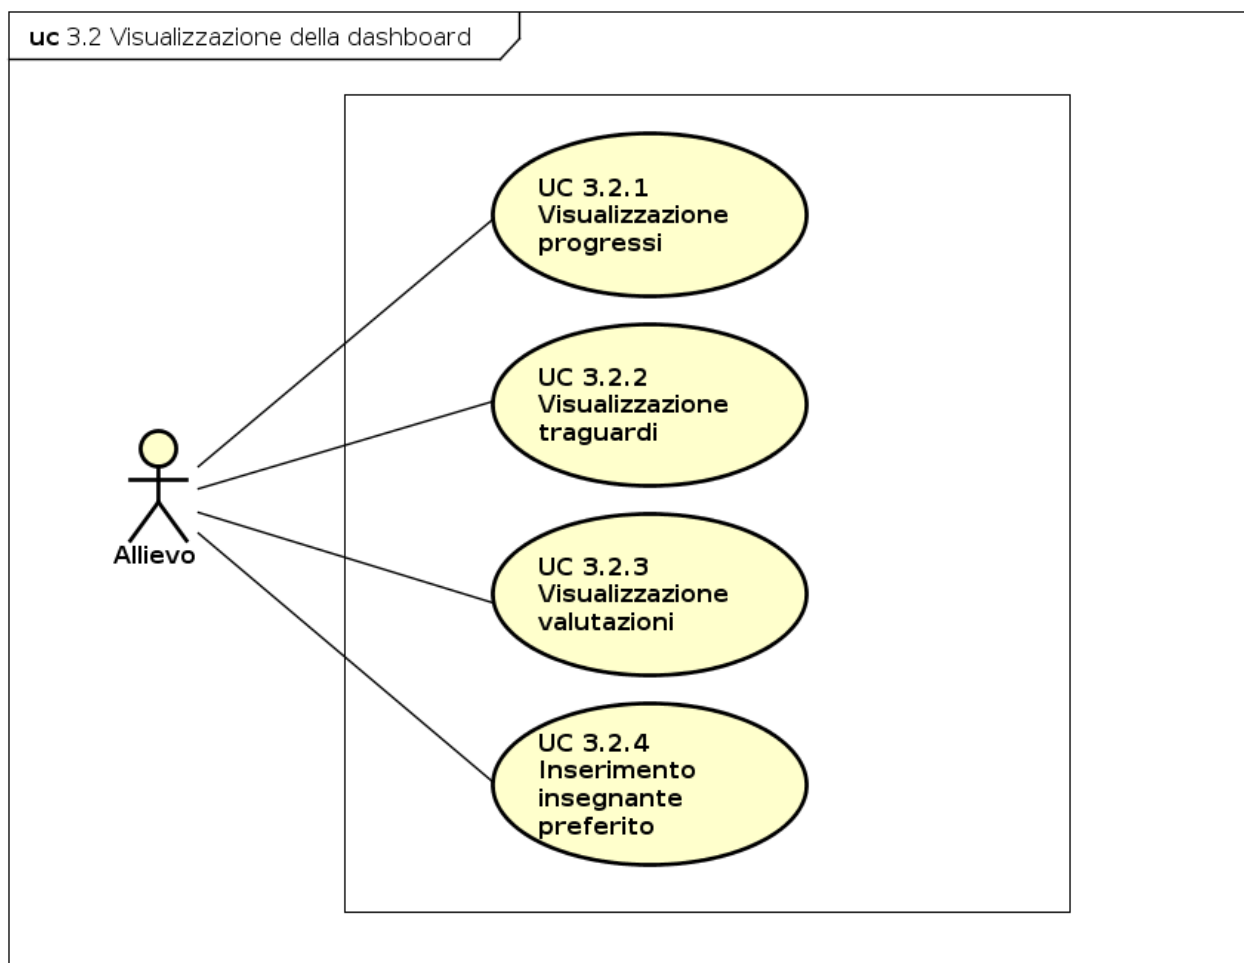 uc 3.2 Visualizzazione della dashboard
UC 3.2.1
Visualizzazione
progressi
UC 3.2.2
Visualizzazione
traguardi
Allievo
UC 3.2.3
Visualizzazione
valutazioni
UC 3.2.4
Inserimento
insegnante
preferito